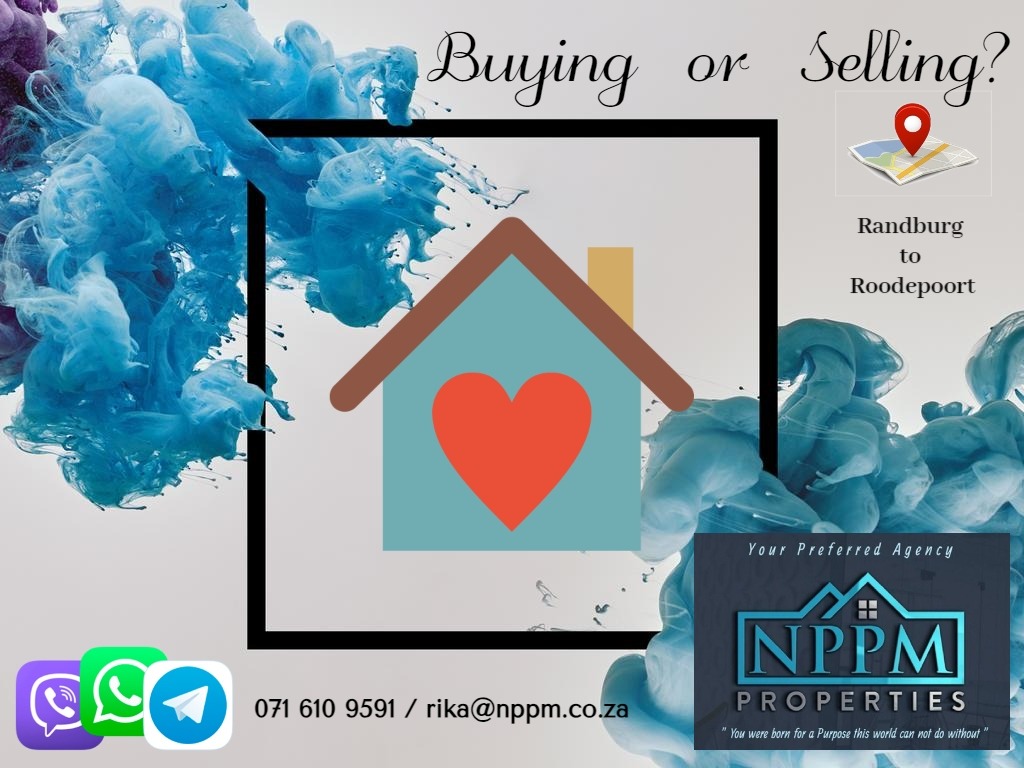 Buying or Selling?
Randburg
to
Roodepoort
Your Preferred Agency
NPPM
PROPERTIES
" You were born for a Purpose this world can not do without "
071 610 9591 / rika@nppm.co.za